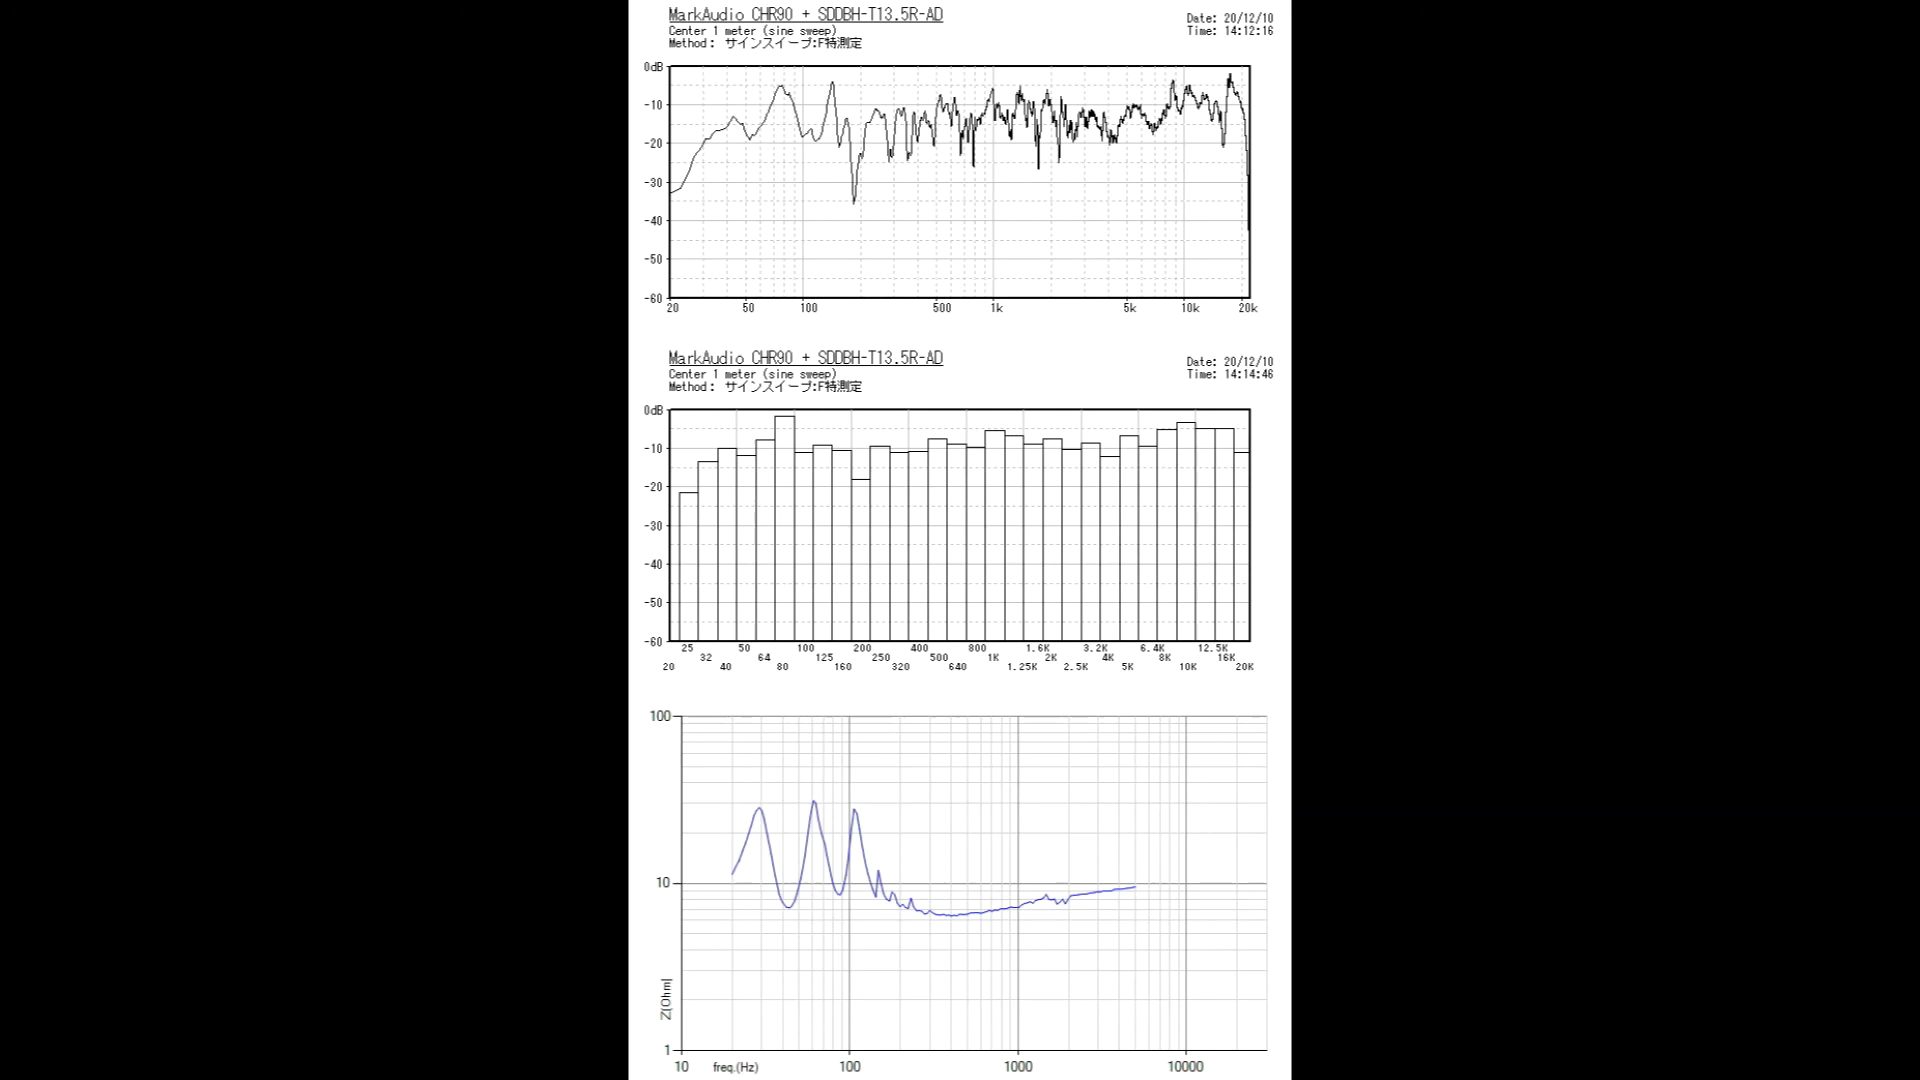 MarkAudio CHR90 + SDDBH-T13.5R-AD
Date: 20/12/10
Center 1 meter (sine sweep)
Time: 14:12:16
Method: サインスイープ:F特測定
0dB
-10
-20
-30
-40
-50
-60
20 50 100 500 1k 5k 10k 20k
MarkAudio CHR90 + SDDBH-T13.5R-AD
Date: 20/12/10
Center 1 meter (sine sweep)
Time: 14:14:46
Method: サインスイープ:F特測定
0dB
-10
-20
-30
-40
-50
-60
25 50 100 200 400 800 1.6K 3.2K 6.4K 12.5K
32 64 125 250 500 1K 2K 4K 8K 16K
20 40 80 160 320 640 1.25K 2.5K 5K 10K 20K
100
10
Z[Ohm]
1
10 freq.(Hz) 100 1000 10000